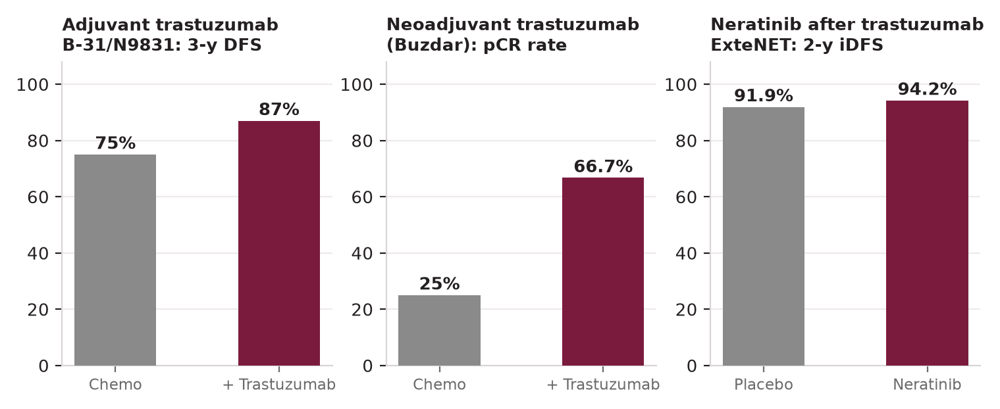 Adjuvant trastuzumab
B-31/N9831: 3-y DFS
100
80
60
40
20
0
75%
87%
Chemo
+ Trastuzumab
Neoadjuvant trastuzumab
(Buzdar): pCR rate
100
80
60
40
20
0
25%
66.7%
Chemo
+ Trastuzumab
Neratinib after trastuzumab
ExteNET: 2-y iDFS
100
80
60
40
20
0
91.9%
94.2%
Placebo
Neratinib